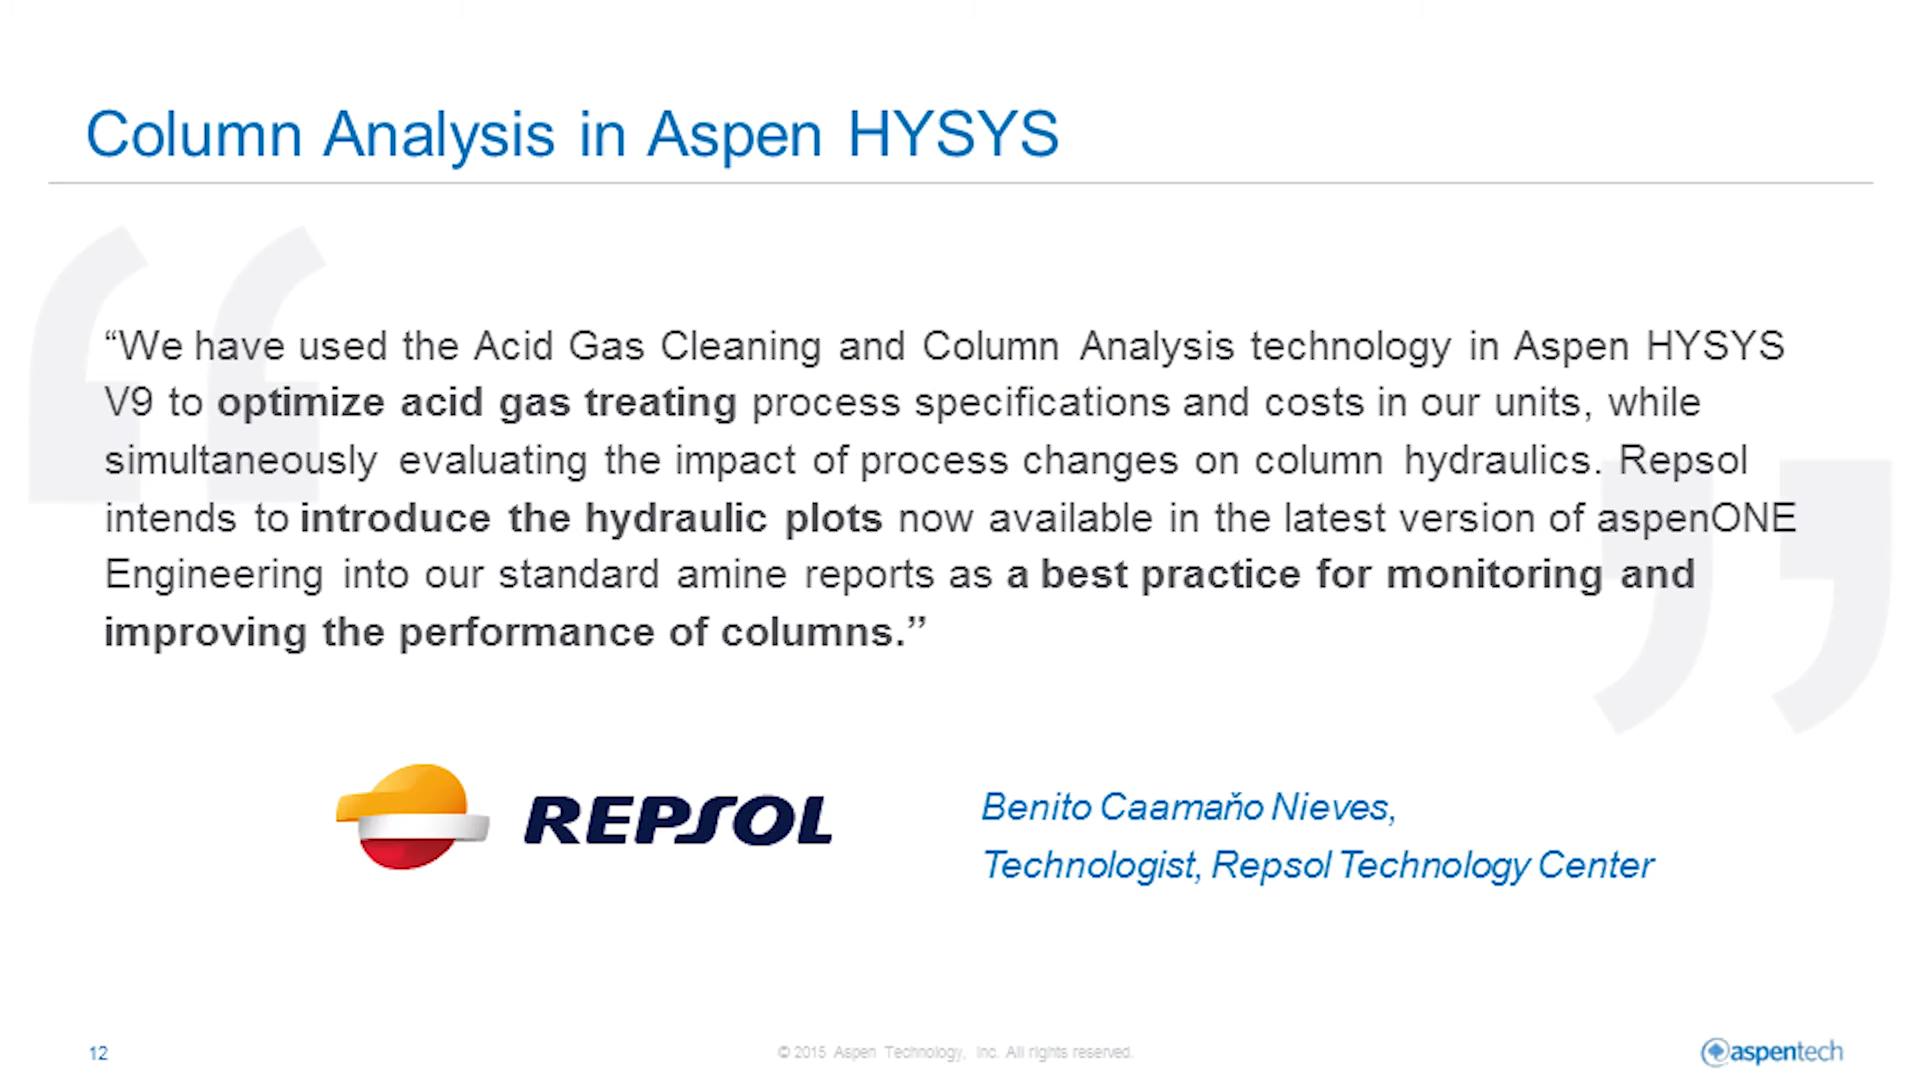 Column Analysis in Aspen HYSYS
“We have used the Acid Gas Cleaning and Column Analysis technology in Aspen HYSYS
V9 to optimize acid gas treating process specifications and costs in our units, while
simultaneously evaluating the impact of process changes on column hydraulics. Repsol
intends to introduce the hydraulic plots now available in the latest version of aspenONE
Engineering into our standard amine reports as a best practice for monitoring and
improving the performance of columns.”
REPSOL
Benito Caamaňo Nieves,
Technologist, Repsol Technology Center
12
© 2015 Aspen Technology, Inc. All rights reserved.
aspentech